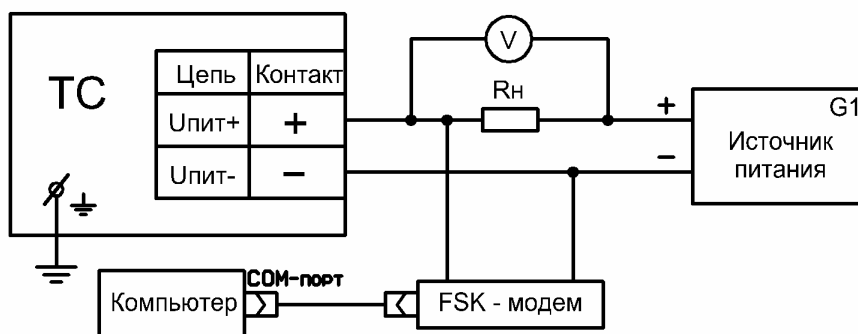 V
G1
ТС
Цепь Контакт
Rн
Uпит+ +
+
Источник
питания
Uпит- −
−
COM-порт
Компьютер
FSK - модем